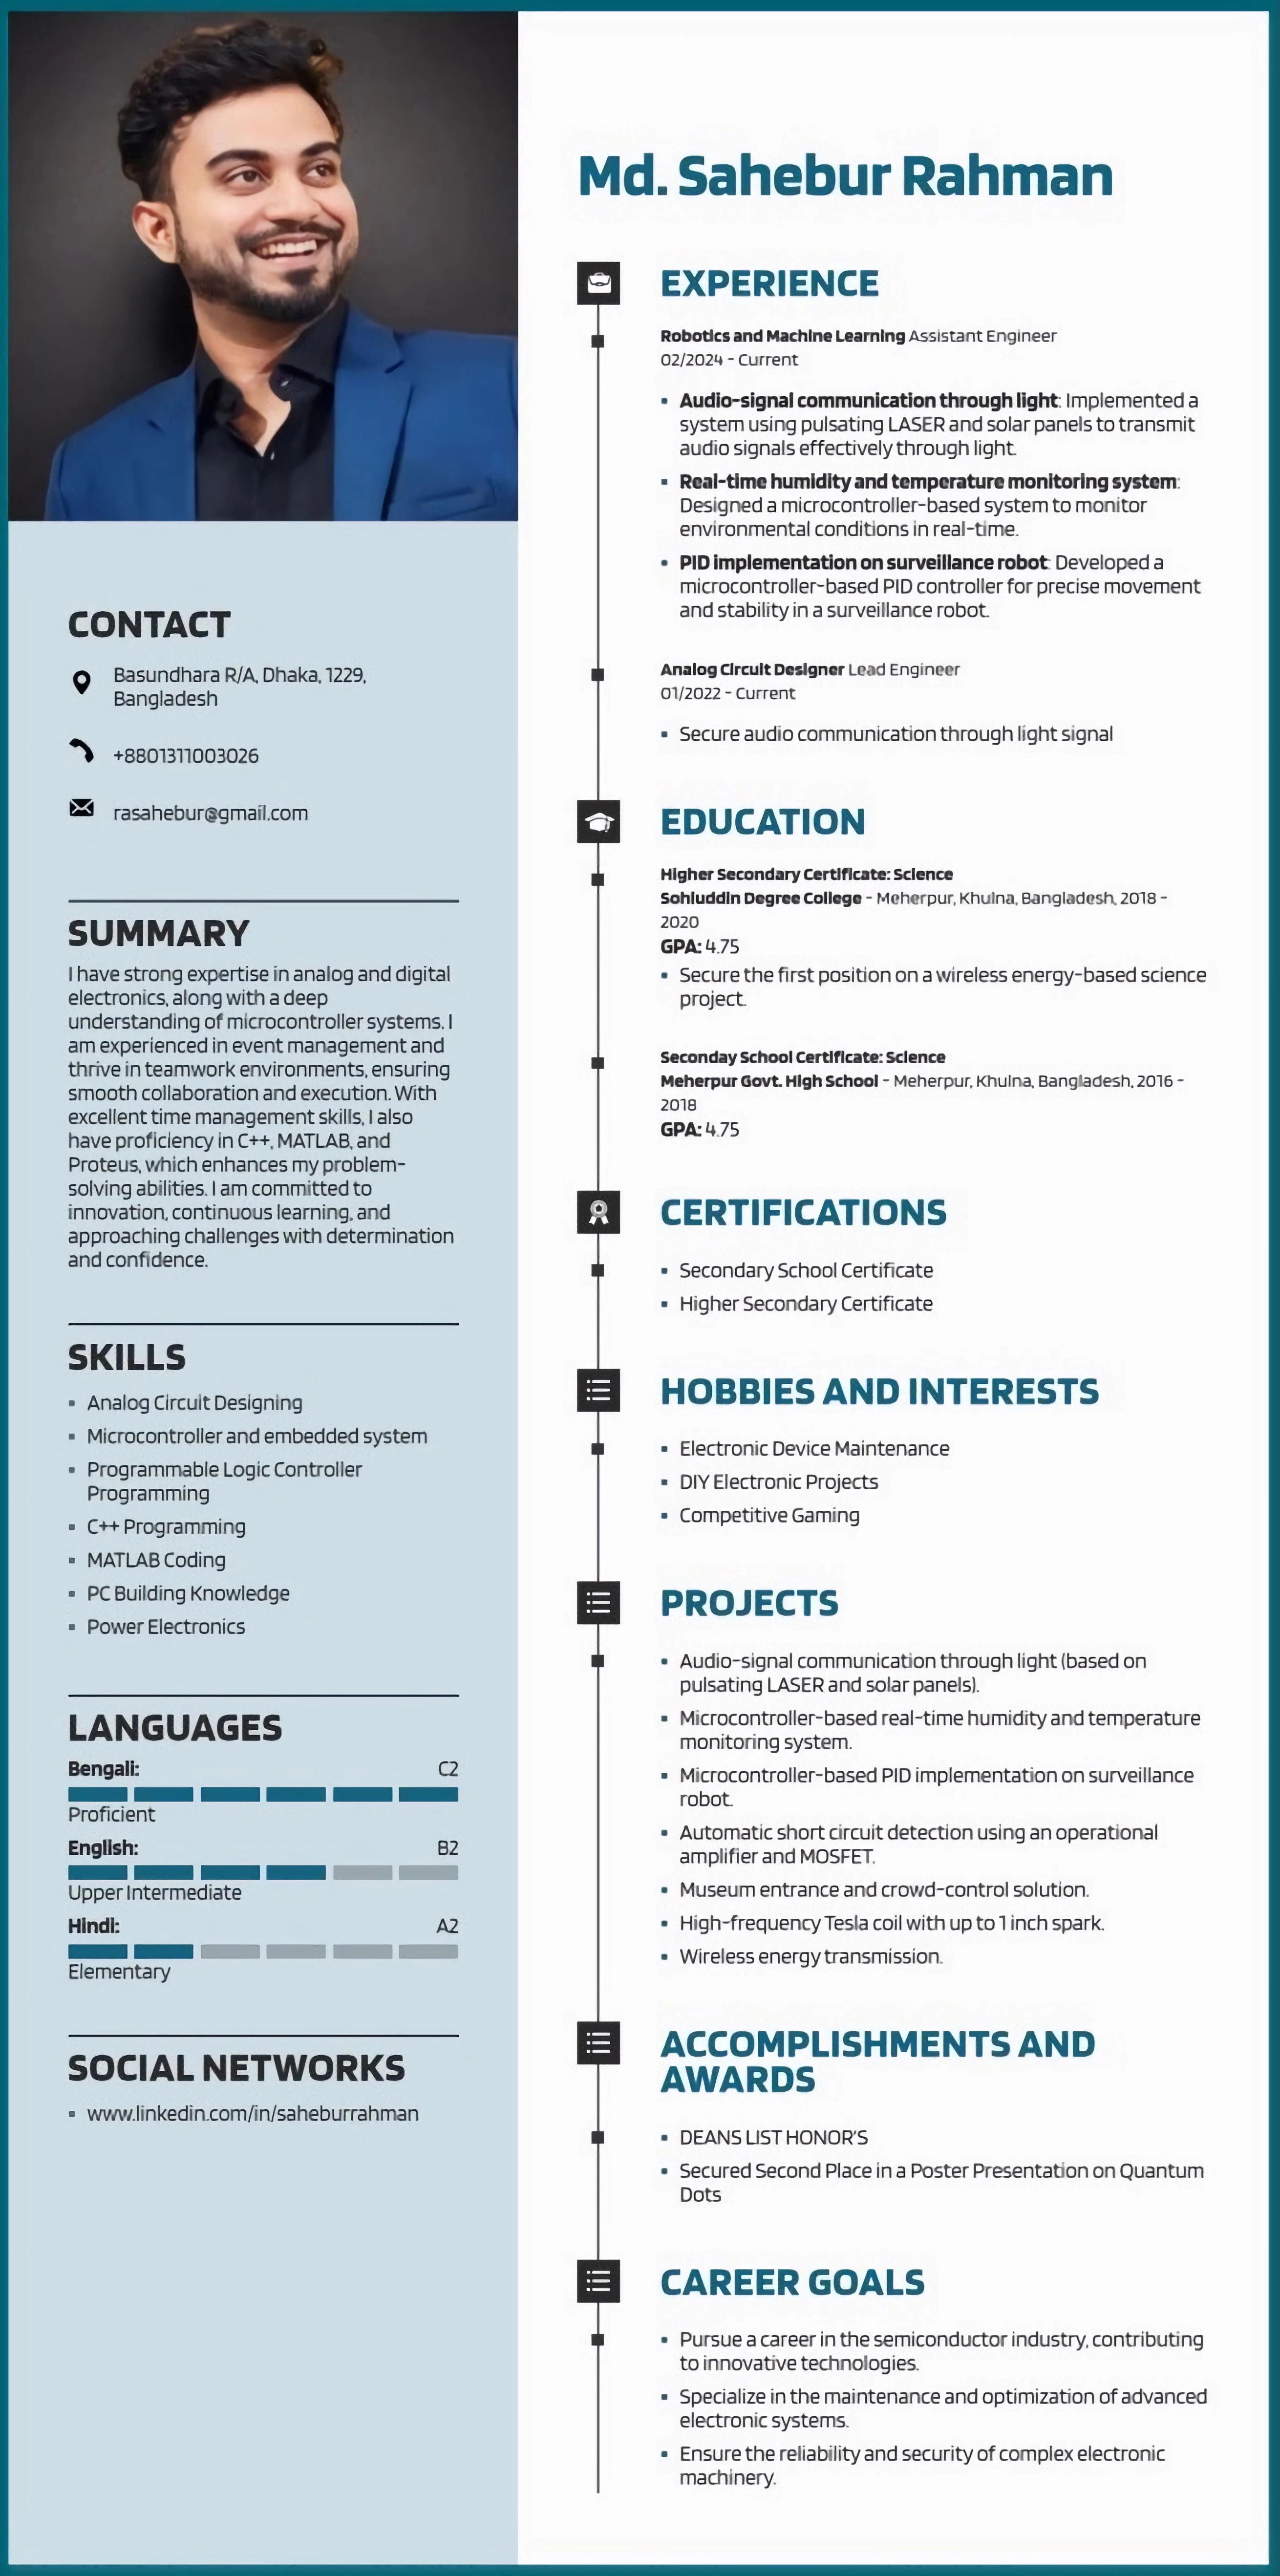 Md. Sahebur Rahman
CONTACT
Basundhara R/A, Dhaka, 1229,
Bangladesh
+8801311003026
rasahebur@gmail.com
SUMMARY
I have strong expertise in analog and digital
electronics, along with a deep
understanding of microcontroller systems. I
am experienced in event management and
thrive in teamwork environments, ensuring
smooth collaboration and execution. With
excellent time management skills, I also
have proficiency in C++, MATLAB, and
Proteus, which enhances my problem-
solving abilities. I am committed to
innovation, continuous learning, and
approaching challenges with determination
and confidence.
SKILLS
Analog Circuit Designing
Microcontroller and embedded system
Programmable Logic Controller
Programming
C++ Programming
MATLAB Coding
PC Building Knowledge
Power Electronics
LANGUAGES
Bengali: C2
Proficient
English: B2
Upper Intermediate
Hindi: A2
Elementary
SOCIAL NETWORKS
www.linkedin.com/in/saheburrahman
EXPERIENCE
Robotics and Machine Learning Assistant Engineer
02/2024 - Current
Audio-signal communication through light: Implemented a
system using pulsating LASER and solar panels to transmit
audio signals effectively through light.
Real-time humidity and temperature monitoring system:
Designed a microcontroller-based system to monitor
environmental conditions in real-time.
PID implementation on surveillance robot: Developed a
microcontroller-based PID controller for precise movement
and stability in a surveillance robot.
Analog Circuit Designer Lead Engineer
01/2022 - Current
Secure audio communication through light signal
EDUCATION
Higher Secondary Certificate: Science
Sohiuddin Degree College - Meherpur, Khulna, Bangladesh, 2018 -
2020
GPA: 4.75
Secure the first position on a wireless energy-based science
project.
Seconday School Certificate: Science
Meherpur Govt. High School - Meherpur, Khulna, Bangladesh, 2016 -
2018
GPA: 4.75
CERTIFICATIONS
Secondary School Certificate
Higher Secondary Certificate
HOBBIES AND INTERESTS
Electronic Device Maintenance
DIY Electronic Projects
Competitive Gaming
PROJECTS
Audio-signal communication through light (based on
pulsating LASER and solar panels).
Microcontroller-based real-time humidity and temperature
monitoring system.
Microcontroller-based PID implementation on surveillance
robot.
Automatic short circuit detection using an operational
amplifier and MOSFET.
Museum entrance and crowd-control solution.
High-frequency Tesla coil with up to 1 inch spark.
Wireless energy transmission.
ACCOMPLISHMENTS AND
AWARDS
DEANS LIST HONOR'S
Secured Second Place in a Poster Presentation on Quantum
Dots
CAREER GOALS
Pursue a career in the semiconductor industry, contributing
to innovative technologies.
Specialize in the maintenance and optimization of advanced
electronic systems.
Ensure the reliability and security of complex electronic
machinery.